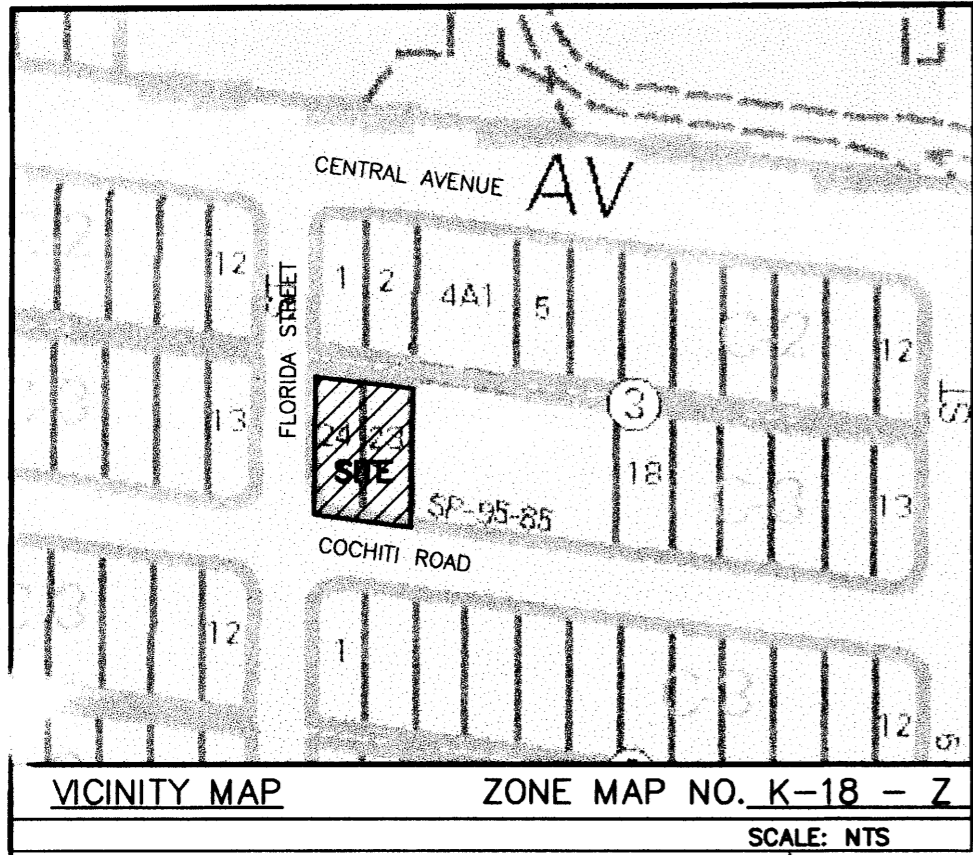 CENTRAL AVENUE AV
12
1 2 4A1 5
12
FLORIDA STREET
ST
3
13
24 23
SITE
18
13
SP-95-85
COCHITI ROAD
12
1
12
VICINITY MAP ZONE MAP NO. K-18 - Z
SCALE: NTS